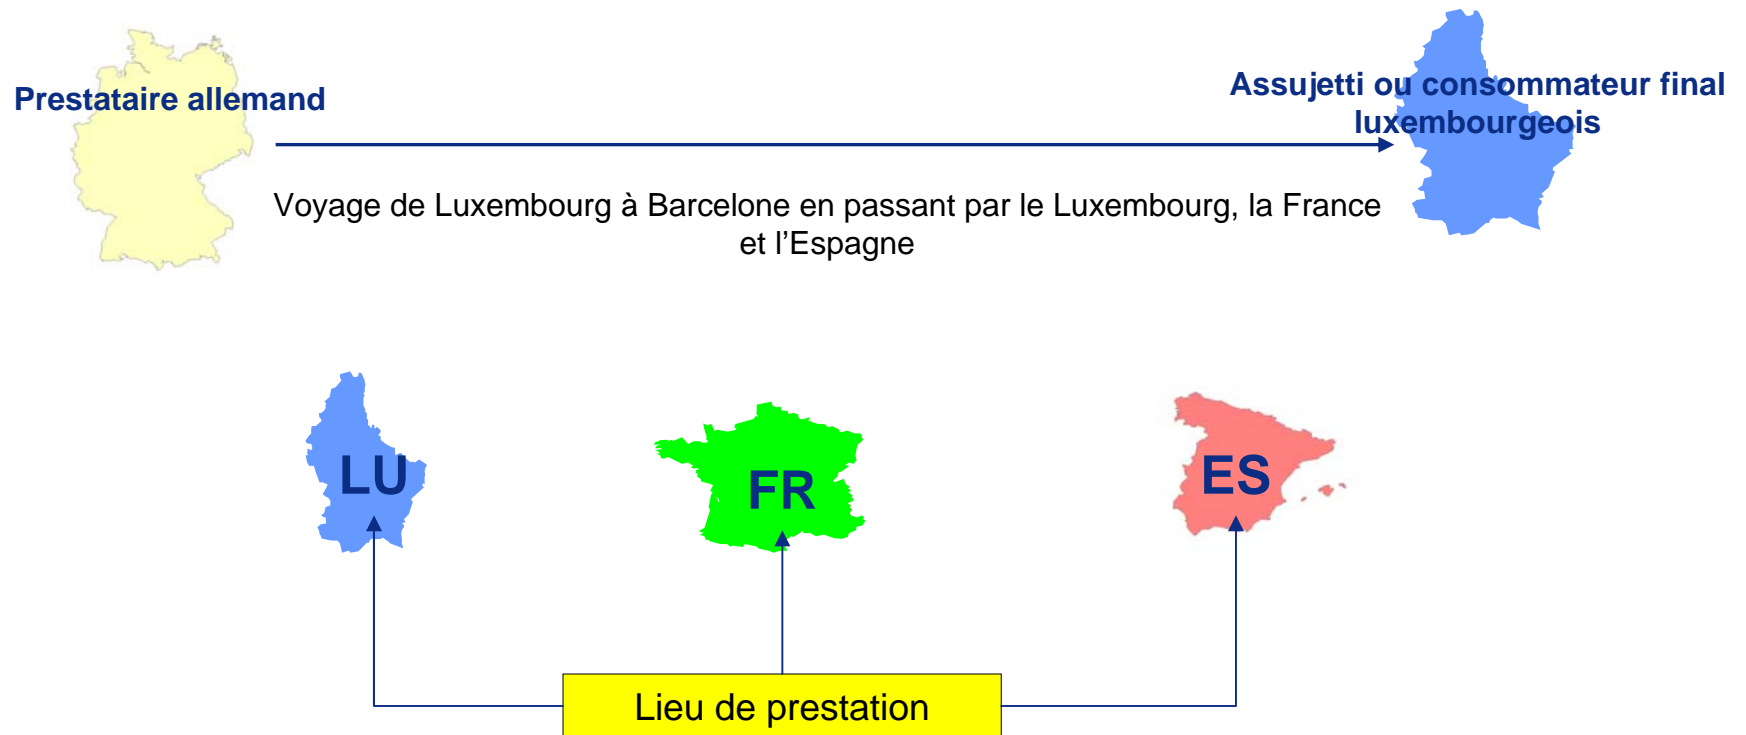 Prestataire allemand
Assujetti ou consommateur final
luxembourgeois
Voyage de Luxembourg à Barcelone en passant par le Luxembourg, la France
et l’Espagne
LU
FR
ES
Lieu de prestation